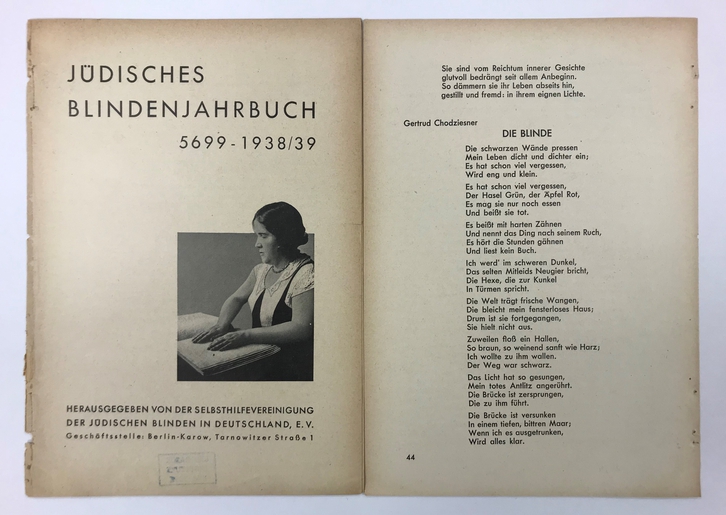 JÜDISCHES
BLINDENJAHRBUCH
5699-1938/39
HERAUSGEGEBEN VON DER SELBSTHILFEVEREINIGUNG
DER JÜDISCHEN BLINDEN IN DEUTSCHLAND, E.V.
Geschäftsstelle: Berlin-Karow, Tarnowitzer Straße 1
Sie sind vom Reichtum innerer Gesichte
glutvoll bedrängt seit allem Anbeginn.
So dämmern sie ihr Leben abseits hin,
gestillt und fremd: in ihrem eignen Lichte.
Gertrud Chodziesner
DIE BLINDE
Die schwarzen Wände pressen
Mein Leben dicht und dichter ein;
Es hat schon viel vergessen,
Wird eng und klein.
Es hat schon viel vergessen,
Der Hasel Grün, der Äpfel Rot,
Es mag sie nur noch essen
Und beißt sie tot.
Es beißt mit harten Zähnen
Und nennt das Ding nach seinem Ruch,
Es hört die Stunden gähnen
Und liest kein Buch.
Ich werd' im schweren Dunkel,
Das selten Mitleids Neugier bricht,
Die Hexe, die zur Kunkel
In Türmen spricht.
Die Welt trägt frische Wangen,
Die bleicht mein fensterloses Haus;
Drum ist sie fortgegangen,
Sie hielt nicht aus.
Zuweilen floß ein Hallen,
So braun, so weinend sanft wie Harz;
Ich wollte zu ihm wallen.
Der Weg war schwarz.
Das Licht hat so gesungen,
Mein totes Antlitz angerührt.
Die Brücke ist zersprungen,
Die zu ihm führt.
Die Brücke ist versunken
In einem tiefen, bittren Maar;
Wenn ich es ausgetrunken,
Wird alles klar.
44